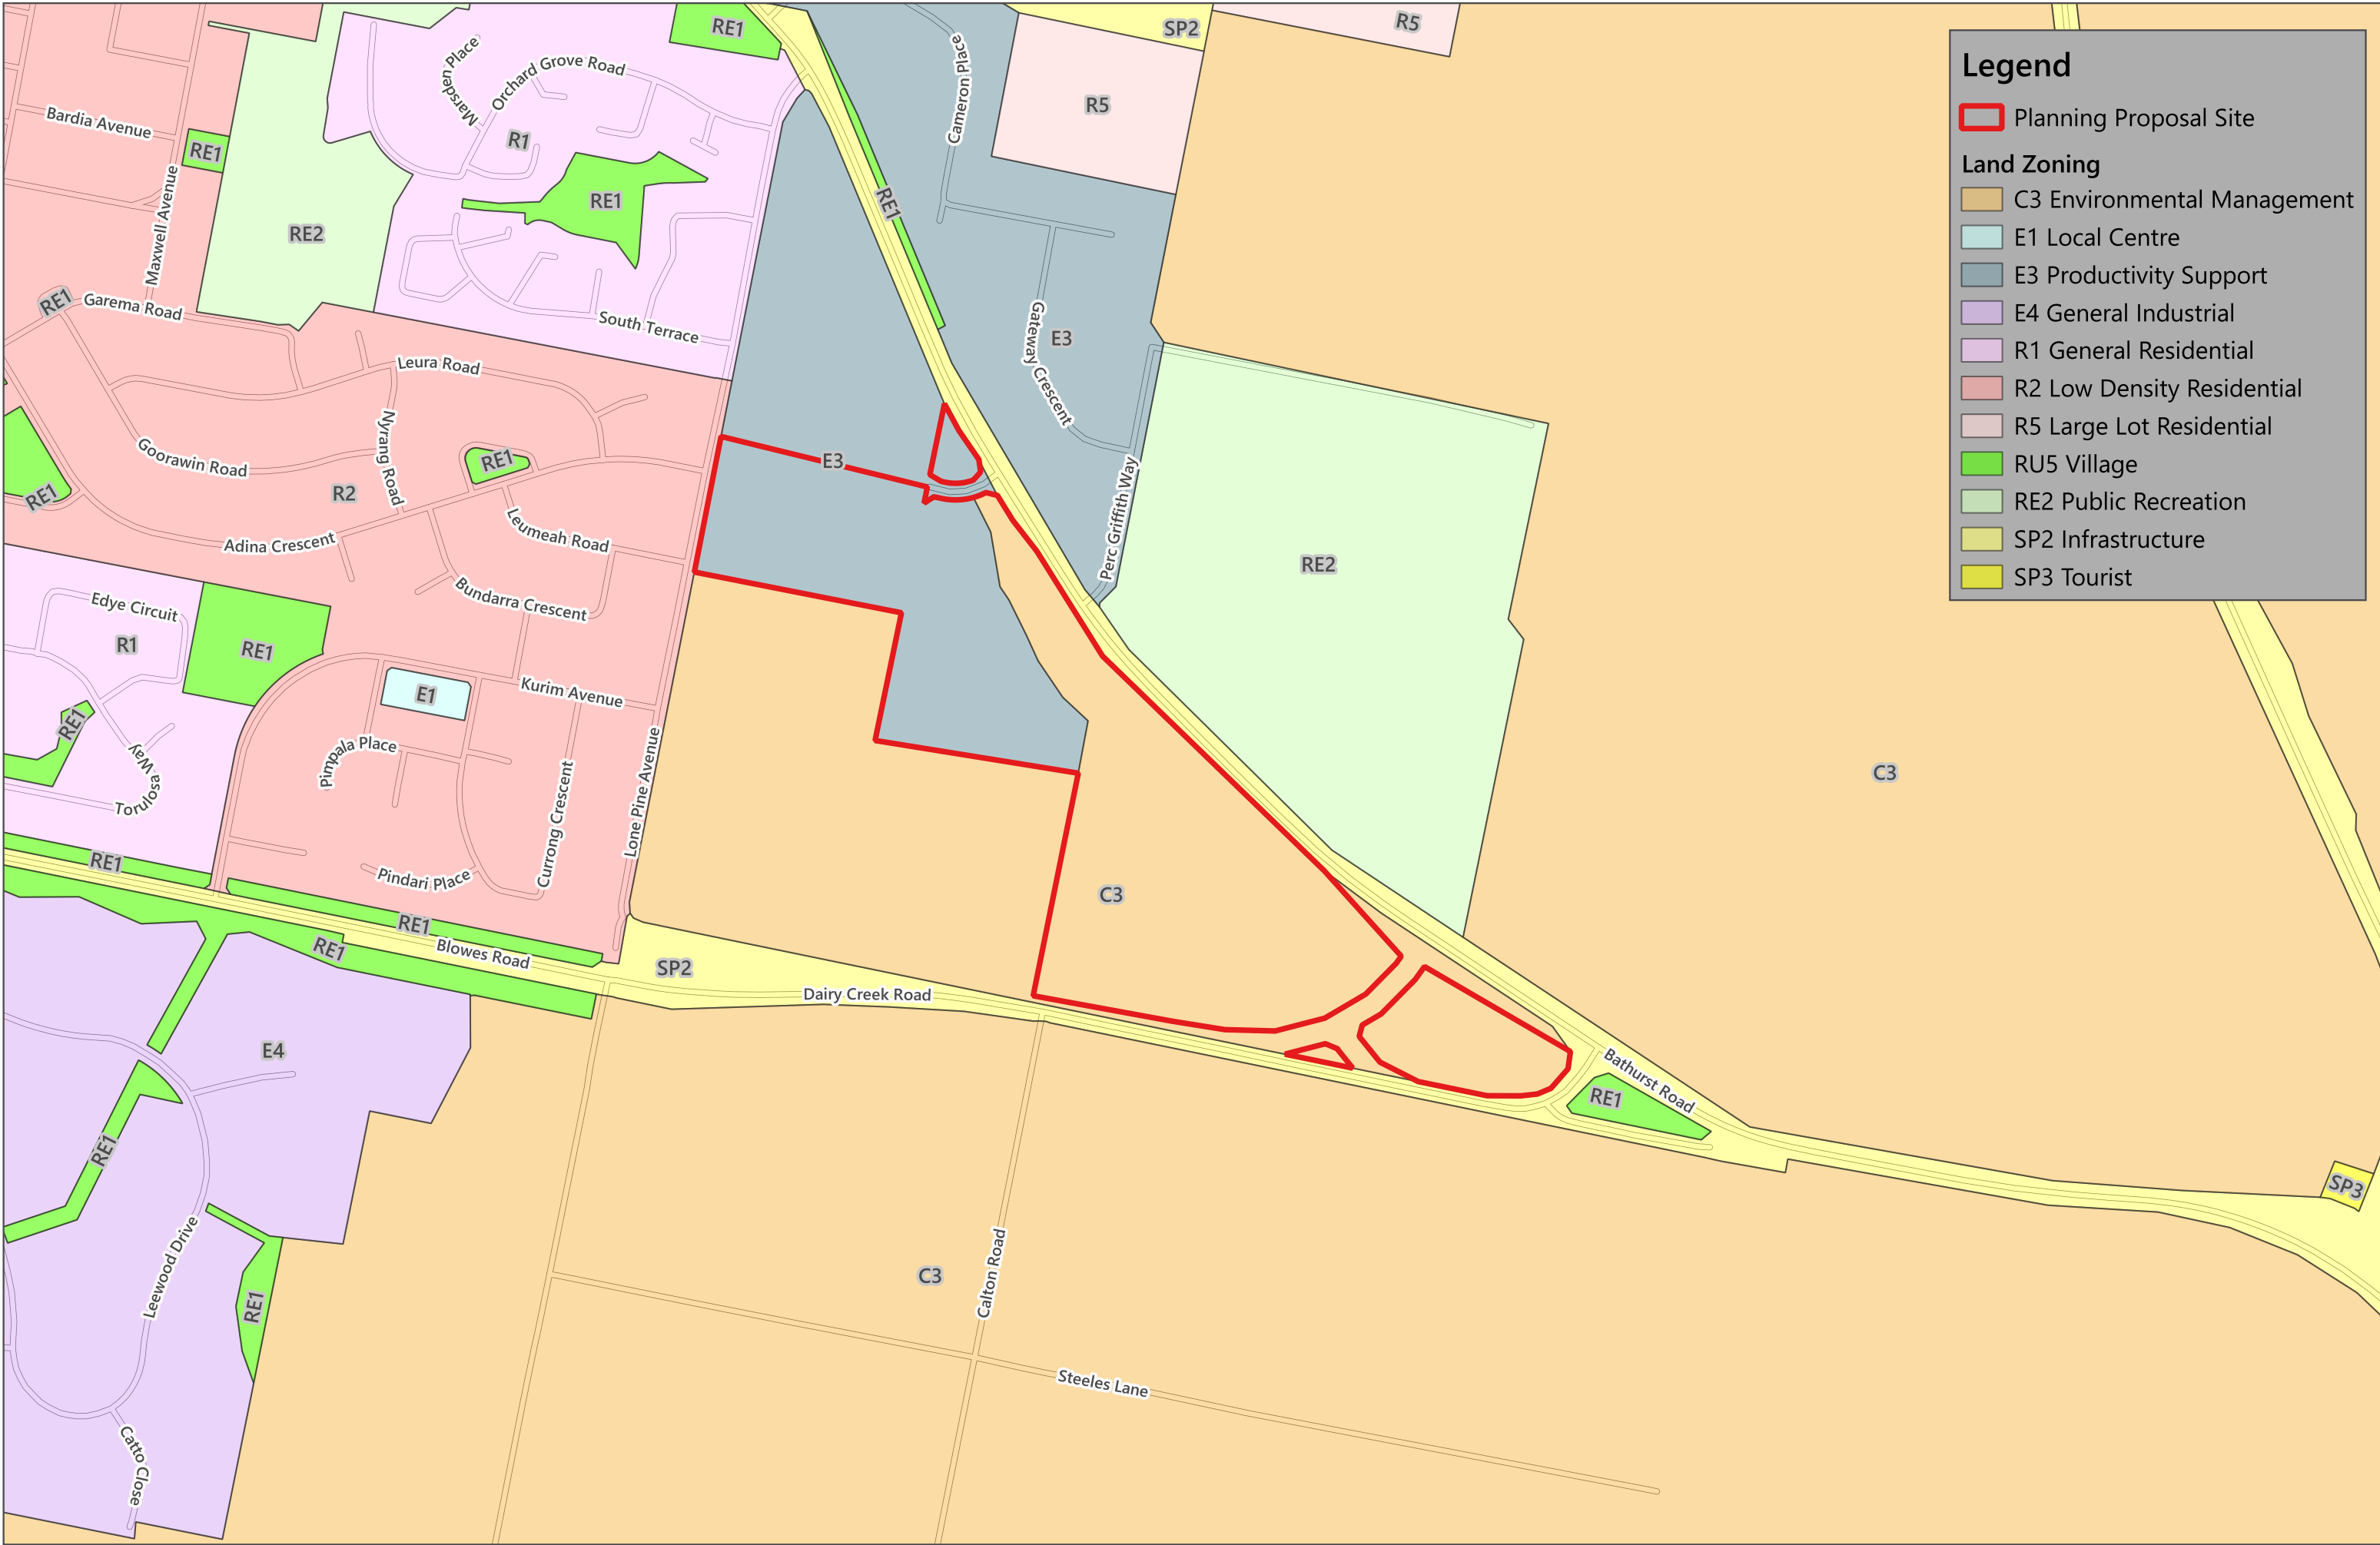 RE1
SP2
R5
Marsden Place
Orchard Grove Road
Cameron Place
R5
Bardia Avenue
RE1
R1
Maxwell Avenue
RE1
RE1
RE2
RE1
Garema Road
South Terrace
Gateway Crescent
E3
Leura Road
Nyrang Road
Goorawin Road
RE1
E3
R2
RE1
Leumeah Road
Perc Griffith Way
Adina Crescent
RE2
Bundarra Crescent
Edye Circuit
R1
RE1
E1
Kurim Avenue
RE1
Pimpala Place
Torulosa Way
Currong Crescent
Lone Pine Avenue
C3
RE1
Pindari Place
C3
RE1
RE1
Blowes Road
SP2
Dairy Creek Road
E4
Bathurst Road
RE1
RE1
SP3
Leewood Drive
RE1
C3
Calton Road
Steeles Lane
Catto Close
Legend
Planning Proposal Site
Land Zoning
C3 Environmental Management
E1 Local Centre
E3 Productivity Support
E4 General Industrial
R1 General Residential
R2 Low Density Residential
R5 Large Lot Residential
RU5 Village
RE2 Public Recreation
SP2 Infrastructure
SP3 Tourist